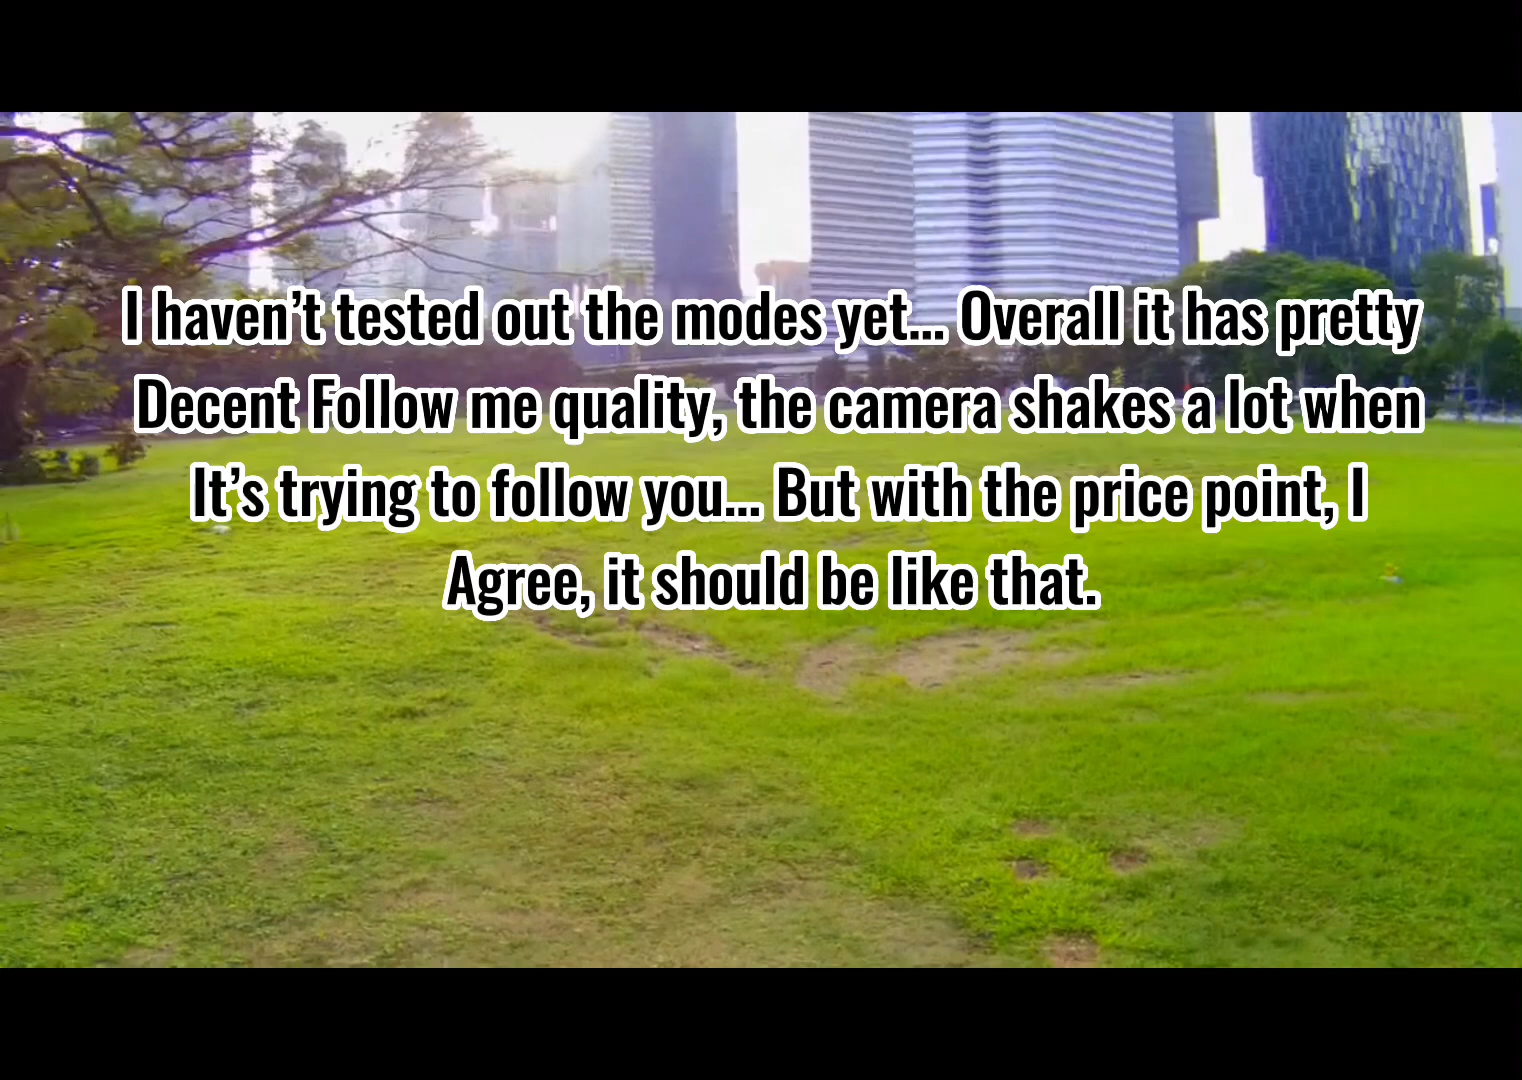 I haven’t tested out the modes yet... Overall it has pretty
Decent Follow me quality, the camera shakes a lot when
It’s trying to follow you... But with the price point, I
Agree, it should be like that.